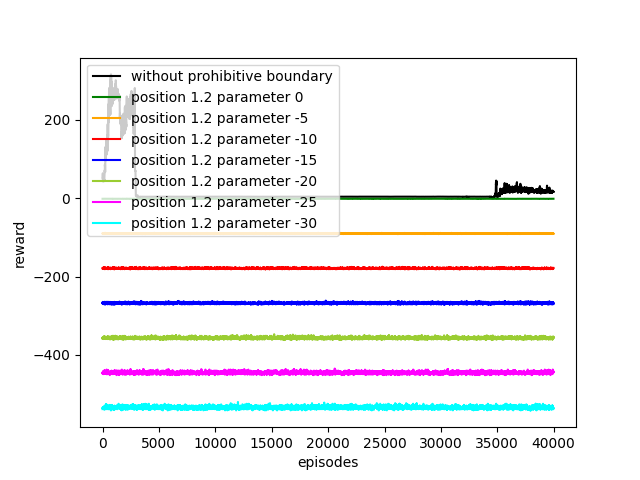 without prohibitive boundary
position 1.2 parameter 0
position 1.2 parameter -5
position 1.2 parameter -10
position 1.2 parameter -15
position 1.2 parameter -20
position 1.2 parameter -25
position 1.2 parameter -30
200
0
−200
−400
reward
0 5000 10000 15000 20000 25000 30000 35000 40000
episodes